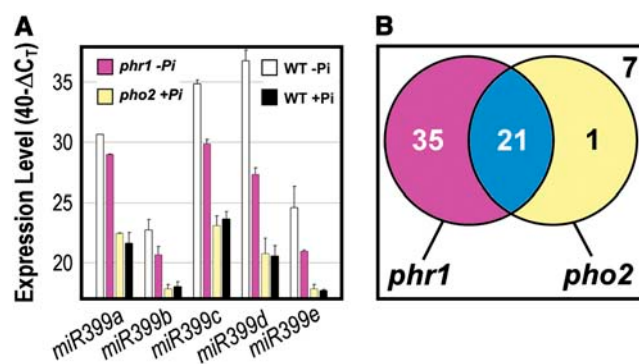 A
Expression Level (40-ΔCT)
35
30
25
20
phr1 -Pi
WT -Pi
pho2 +Pi
WT +Pi
miR399a
miR399b
miR399c
miR399d
miR399e
B
7
35
21
1
phr1
pho2